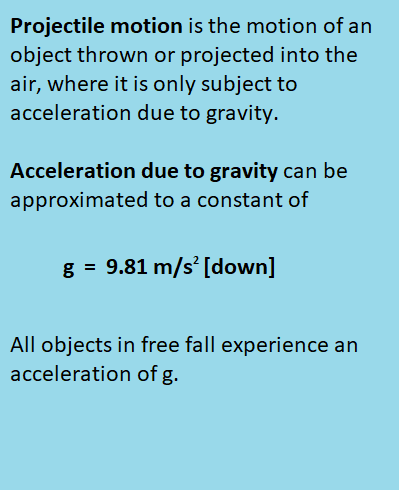 Projectile motion is the motion of an
object thrown or projected into the
air, where it is only subject to
acceleration due to gravity.
Acceleration due to gravity can be
approximated to a constant of
g = 9.81 m/s² [down]
All objects in free fall experience an
acceleration of g.